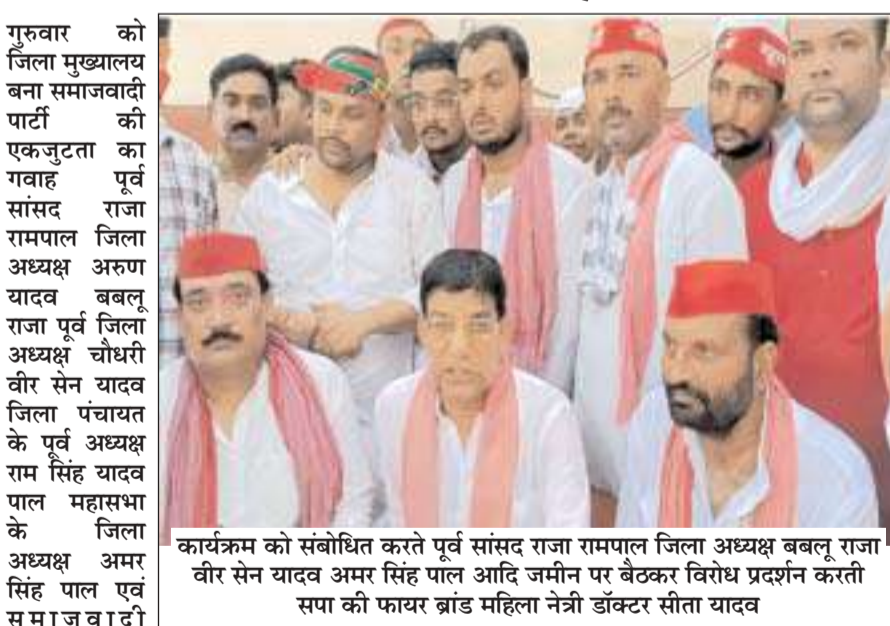 गुरुवार को
जिला मुख्यालय
बना समाजवादी
पार्टी की
एकजुटता का
गवाह पूर्व
सांसद राजा
रामपाल जिला
अध्यक्ष अरुण
यादव बबलू
राजा पूर्व जिला
अध्यक्ष चौधरी
वीर सेन यादव
जिला पंचायत
के पूर्व अध्यक्ष
राम सिंह यादव
पाल महासभा
के जिला
अध्यक्ष अमर
सिंह पाल एवं
समाजवादी
कार्यक्रम को संबोधित करते पूर्व सांसद राजा रामपाल जिला अध्यक्ष बबलू राजा
वीर सेन यादव अमर सिंह पाल आदि जमीन पर बैठकर विरोध प्रदर्शन करती
सपा की फायर ब्रांड महिला नेत्री डॉक्टर सीता यादव